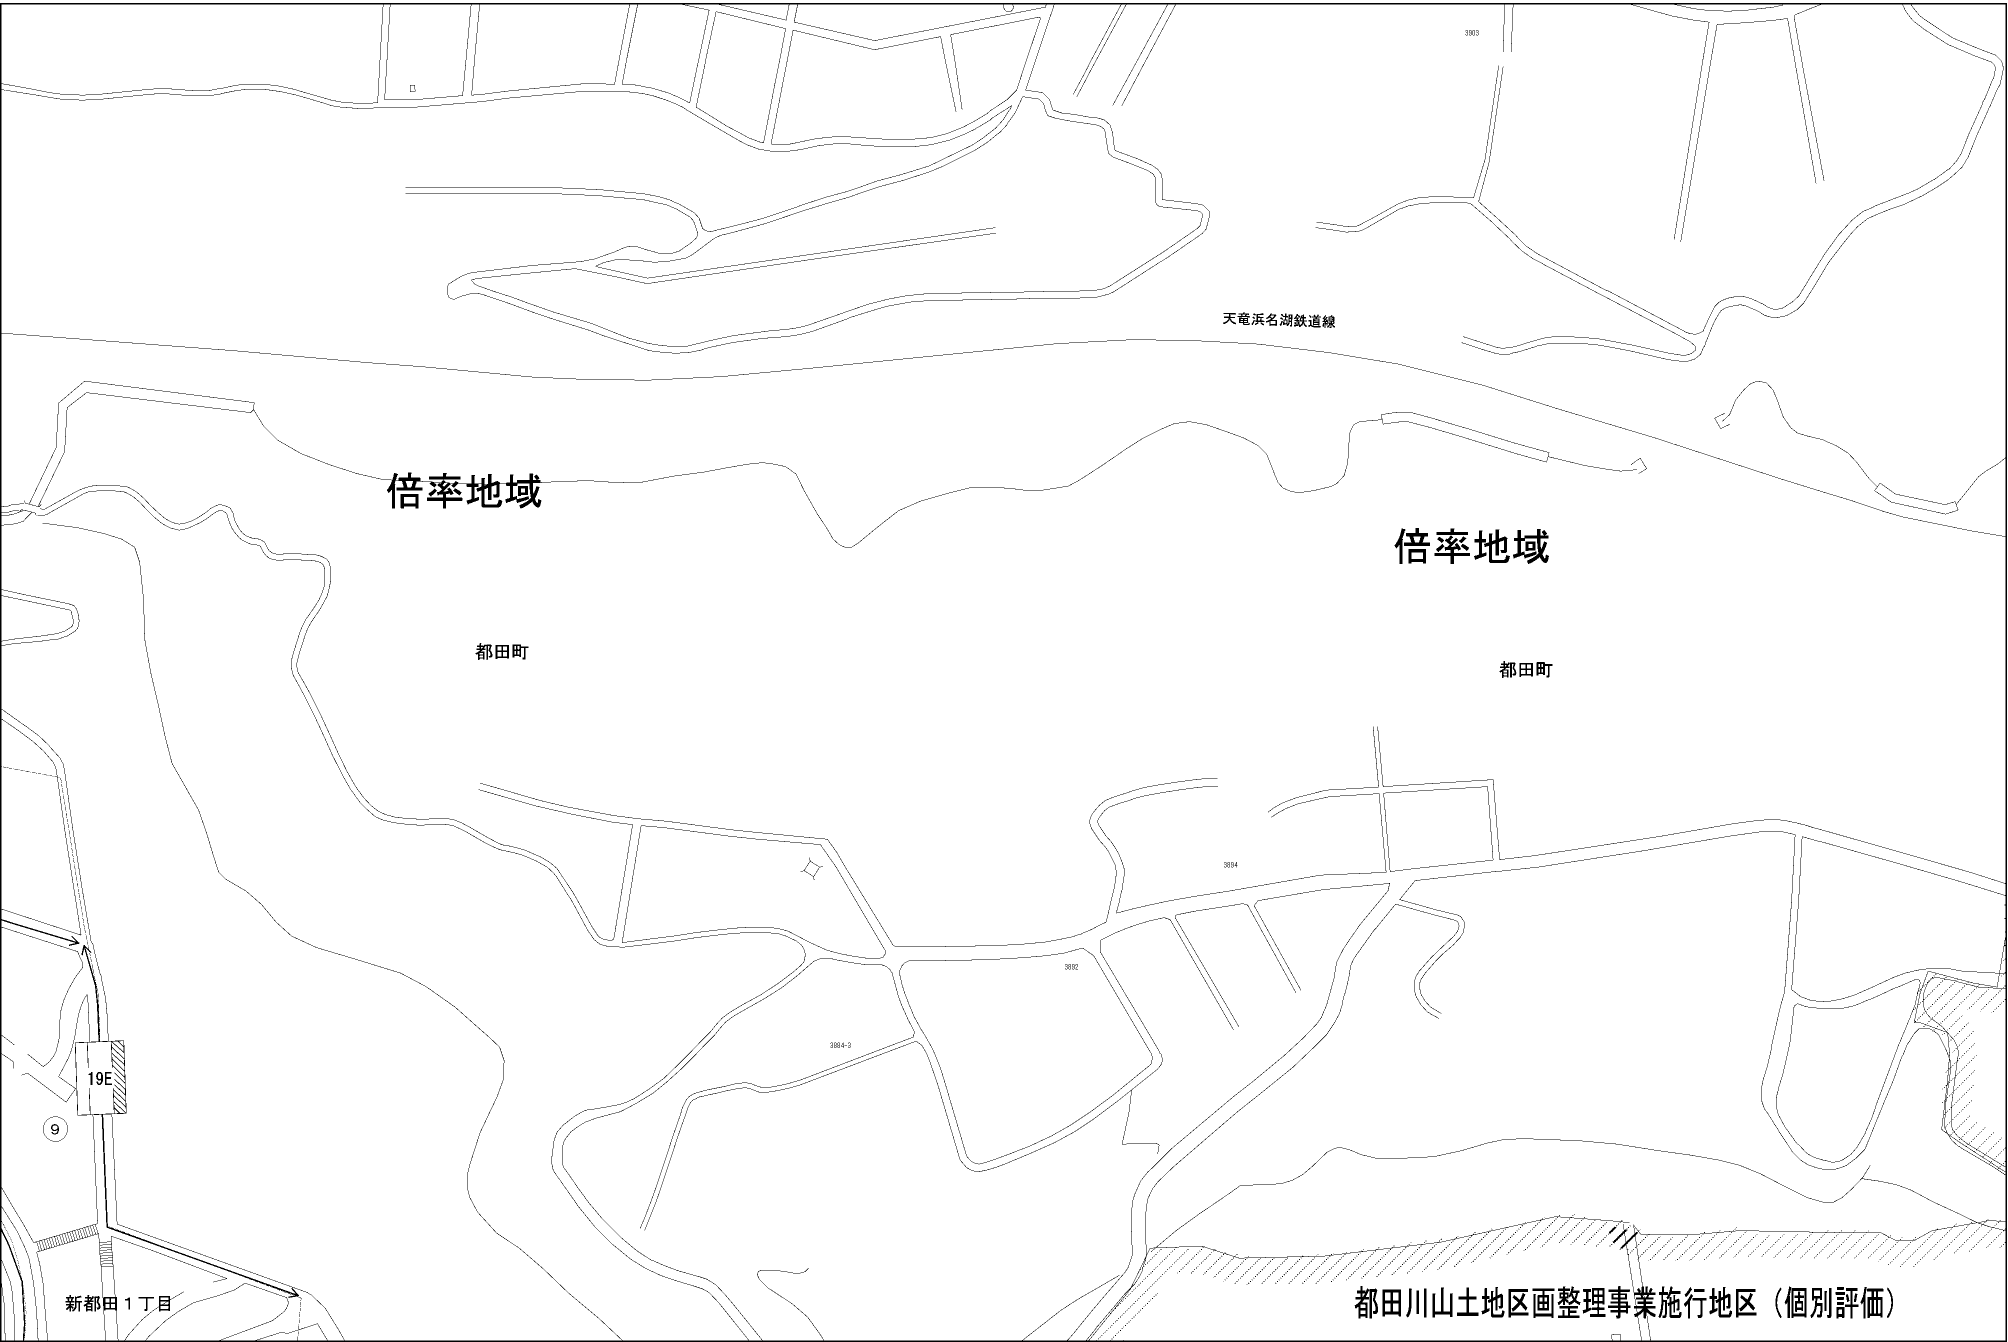 3903
天竜浜名湖鉄道線
倍率地域
倍率地域
都田町
都田町
3894
3892
3884-3
19E
9
新都田1丁目
都田川山土地区画整理事業施行地区(個別評価)